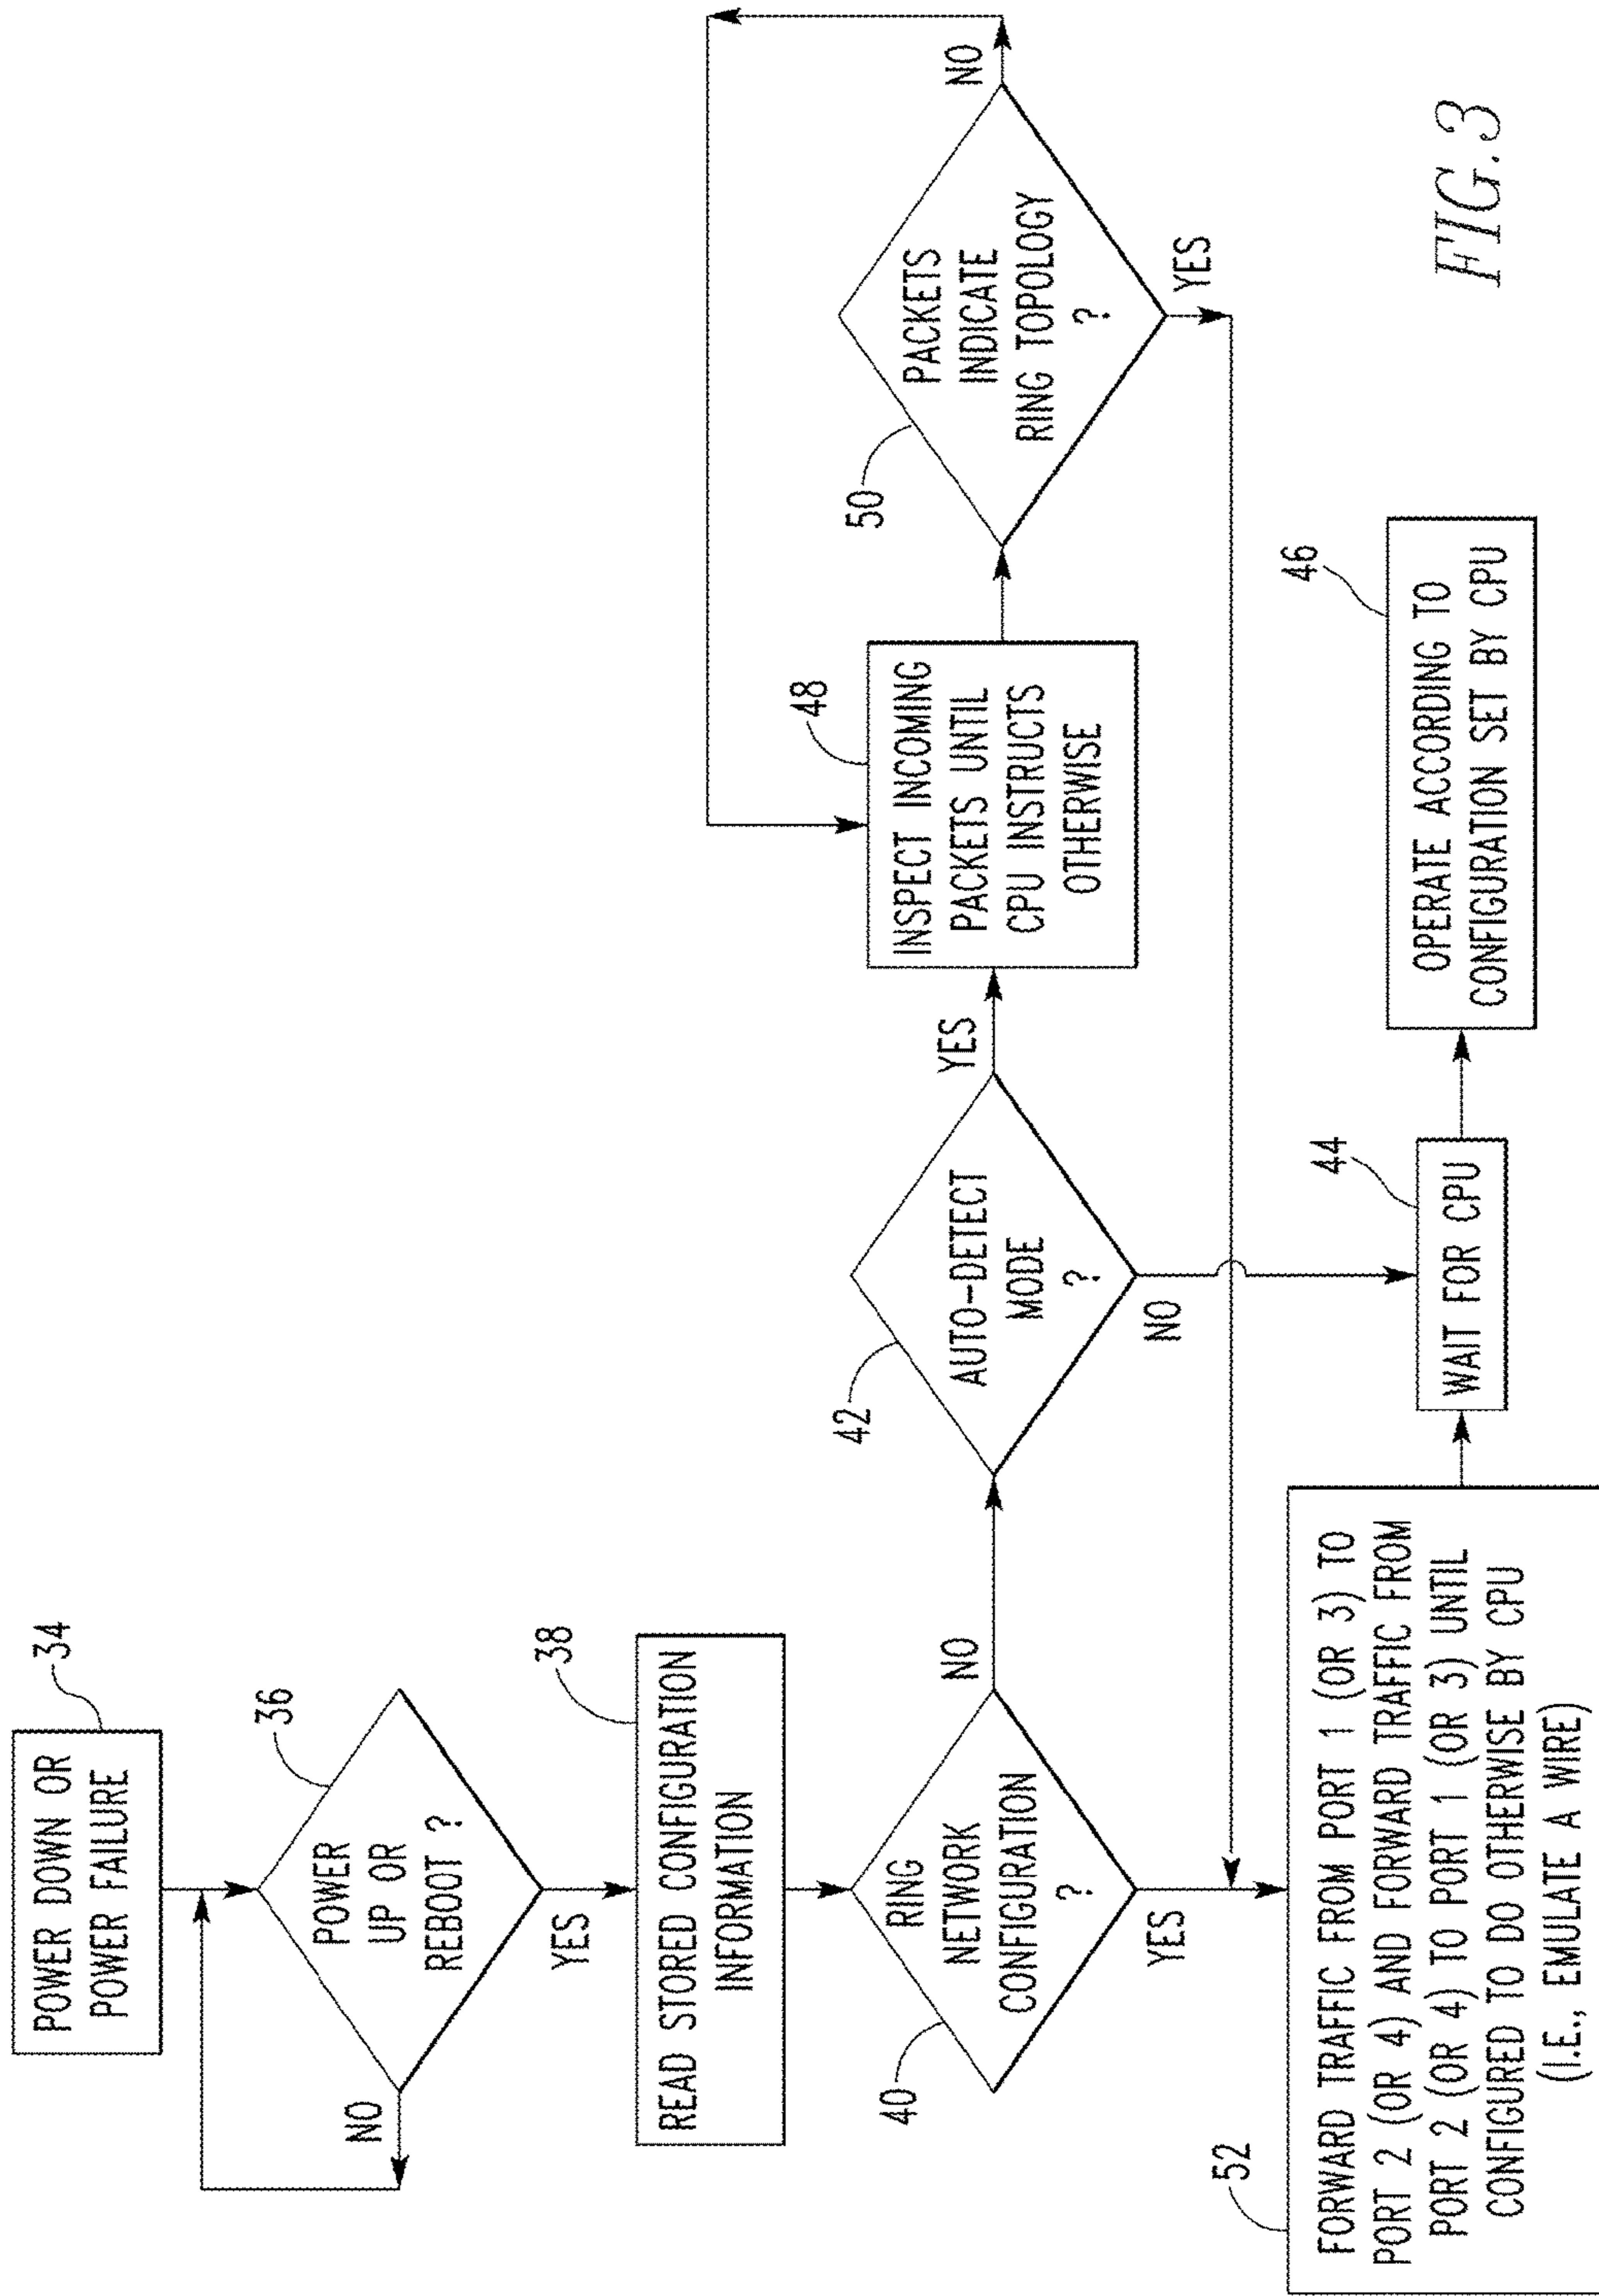 34
POWER DOWN OR
POWER FAILURE
36
POWER
UP OR
REBOOT ?
NO
YES
38
READ STORED CONFIGURATION
INFORMATION
40
RING
NETWORK
CONFIGURATION
?
NO
YES
42
AUTO-DETECT
MODE
?
YES
NO
48
INSPECT INCOMING
PACKETS UNTIL
CPU INSTRUCTS
OTHERWISE
50
PACKETS
INDICATE
RING TOPOLOGY
?
NO
YES
52
FORWARD TRAFFIC FROM PORT 1 (OR 3) TO
PORT 2 (OR 4) AND FORWARD TRAFFIC FROM
PORT 2 (OR 4) TO PORT 1 (OR 3) UNTIL
CONFIGURED TO DO OTHERWISE BY CPU
(I.E., EMULATE A WIRE)
44
WAIT FOR CPU
46
OPERATE ACCORDING TO
CONFIGURATION SET BY CPU
FIG. 3